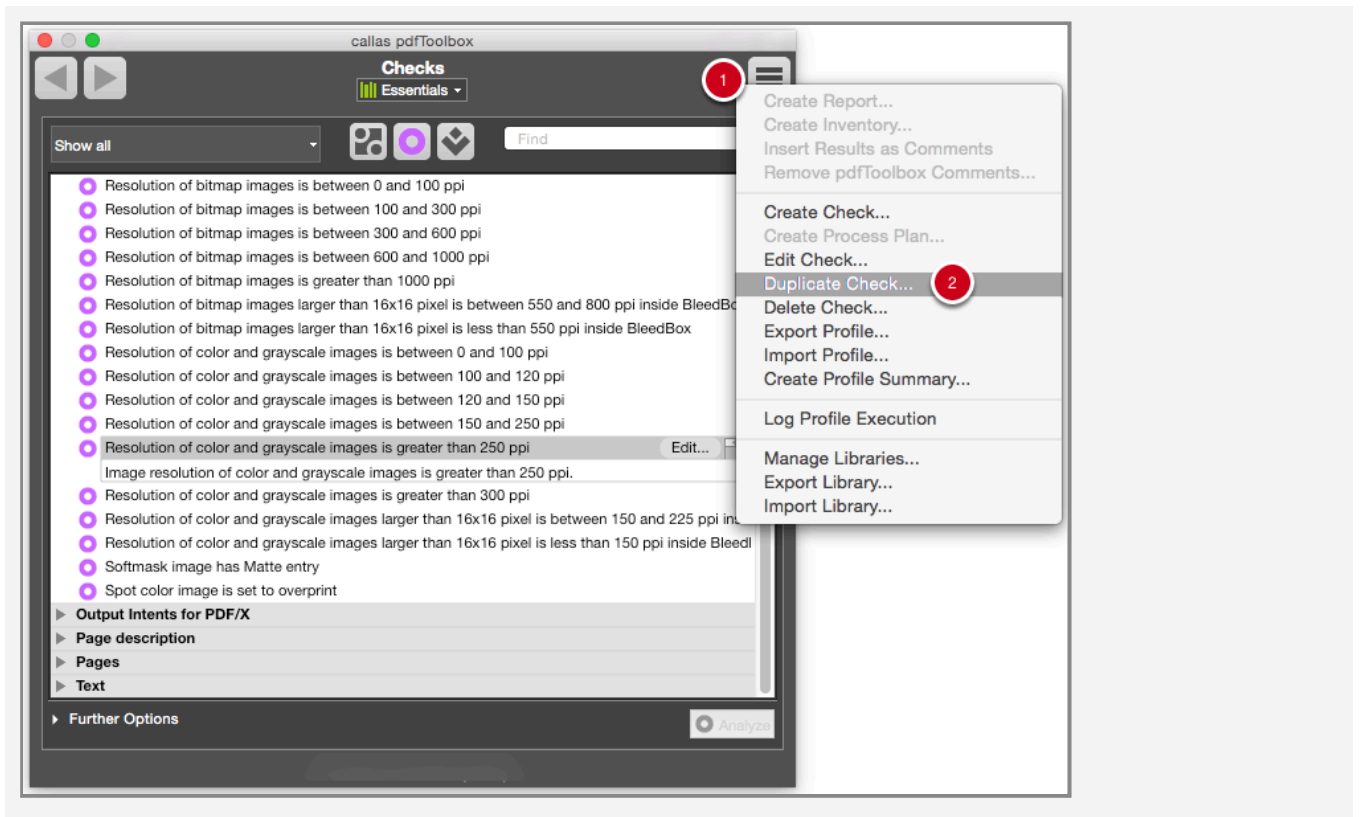 callas pdfToolbox
Checks
Essentials
1
Show all
Find
Resolution of bitmap images is between 0 and 100 ppi
Resolution of bitmap images is between 100 and 300 ppi
Resolution of bitmap images is between 300 and 600 ppi
Resolution of bitmap images is between 600 and 1000 ppi
Resolution of bitmap images is greater than 1000 ppi
Resolution of bitmap images larger than 16x16 pixel is between 550 and 800 ppi inside BleedBo
Resolution of bitmap images larger than 16x16 pixel is less than 550 ppi inside BleedBox
Resolution of color and grayscale images is between 0 and 100 ppi
Resolution of color and grayscale images is between 100 and 120 ppi
Resolution of color and grayscale images is between 120 and 150 ppi
Resolution of color and grayscale images is between 150 and 250 ppi
Resolution of color and grayscale images is greater than 250 ppi Edit...
Image resolution of color and grayscale images is greater than 250 ppi.
Resolution of color and grayscale images is greater than 300 ppi
Resolution of color and grayscale images larger than 16x16 pixel is between 150 and 225 ppi ins
Resolution of color and grayscale images larger than 16x16 pixel is less than 150 ppi inside Bleed
Softmask image has Matte entry
Spot color image is set to overprint
Output Intents for PDF/X
Page description
Pages
Text
Further Options
Analyze
Create Report...
Create Inventory...
Insert Results as Comments
Remove pdfToolbox Comments...
Create Check...
Create Process Plan...
Edit Check...
Duplicate Check... 2
Delete Check...
Export Profile...
Import Profile...
Create Profile Summary...
Log Profile Execution
Manage Libraries...
Export Library...
Import Library...